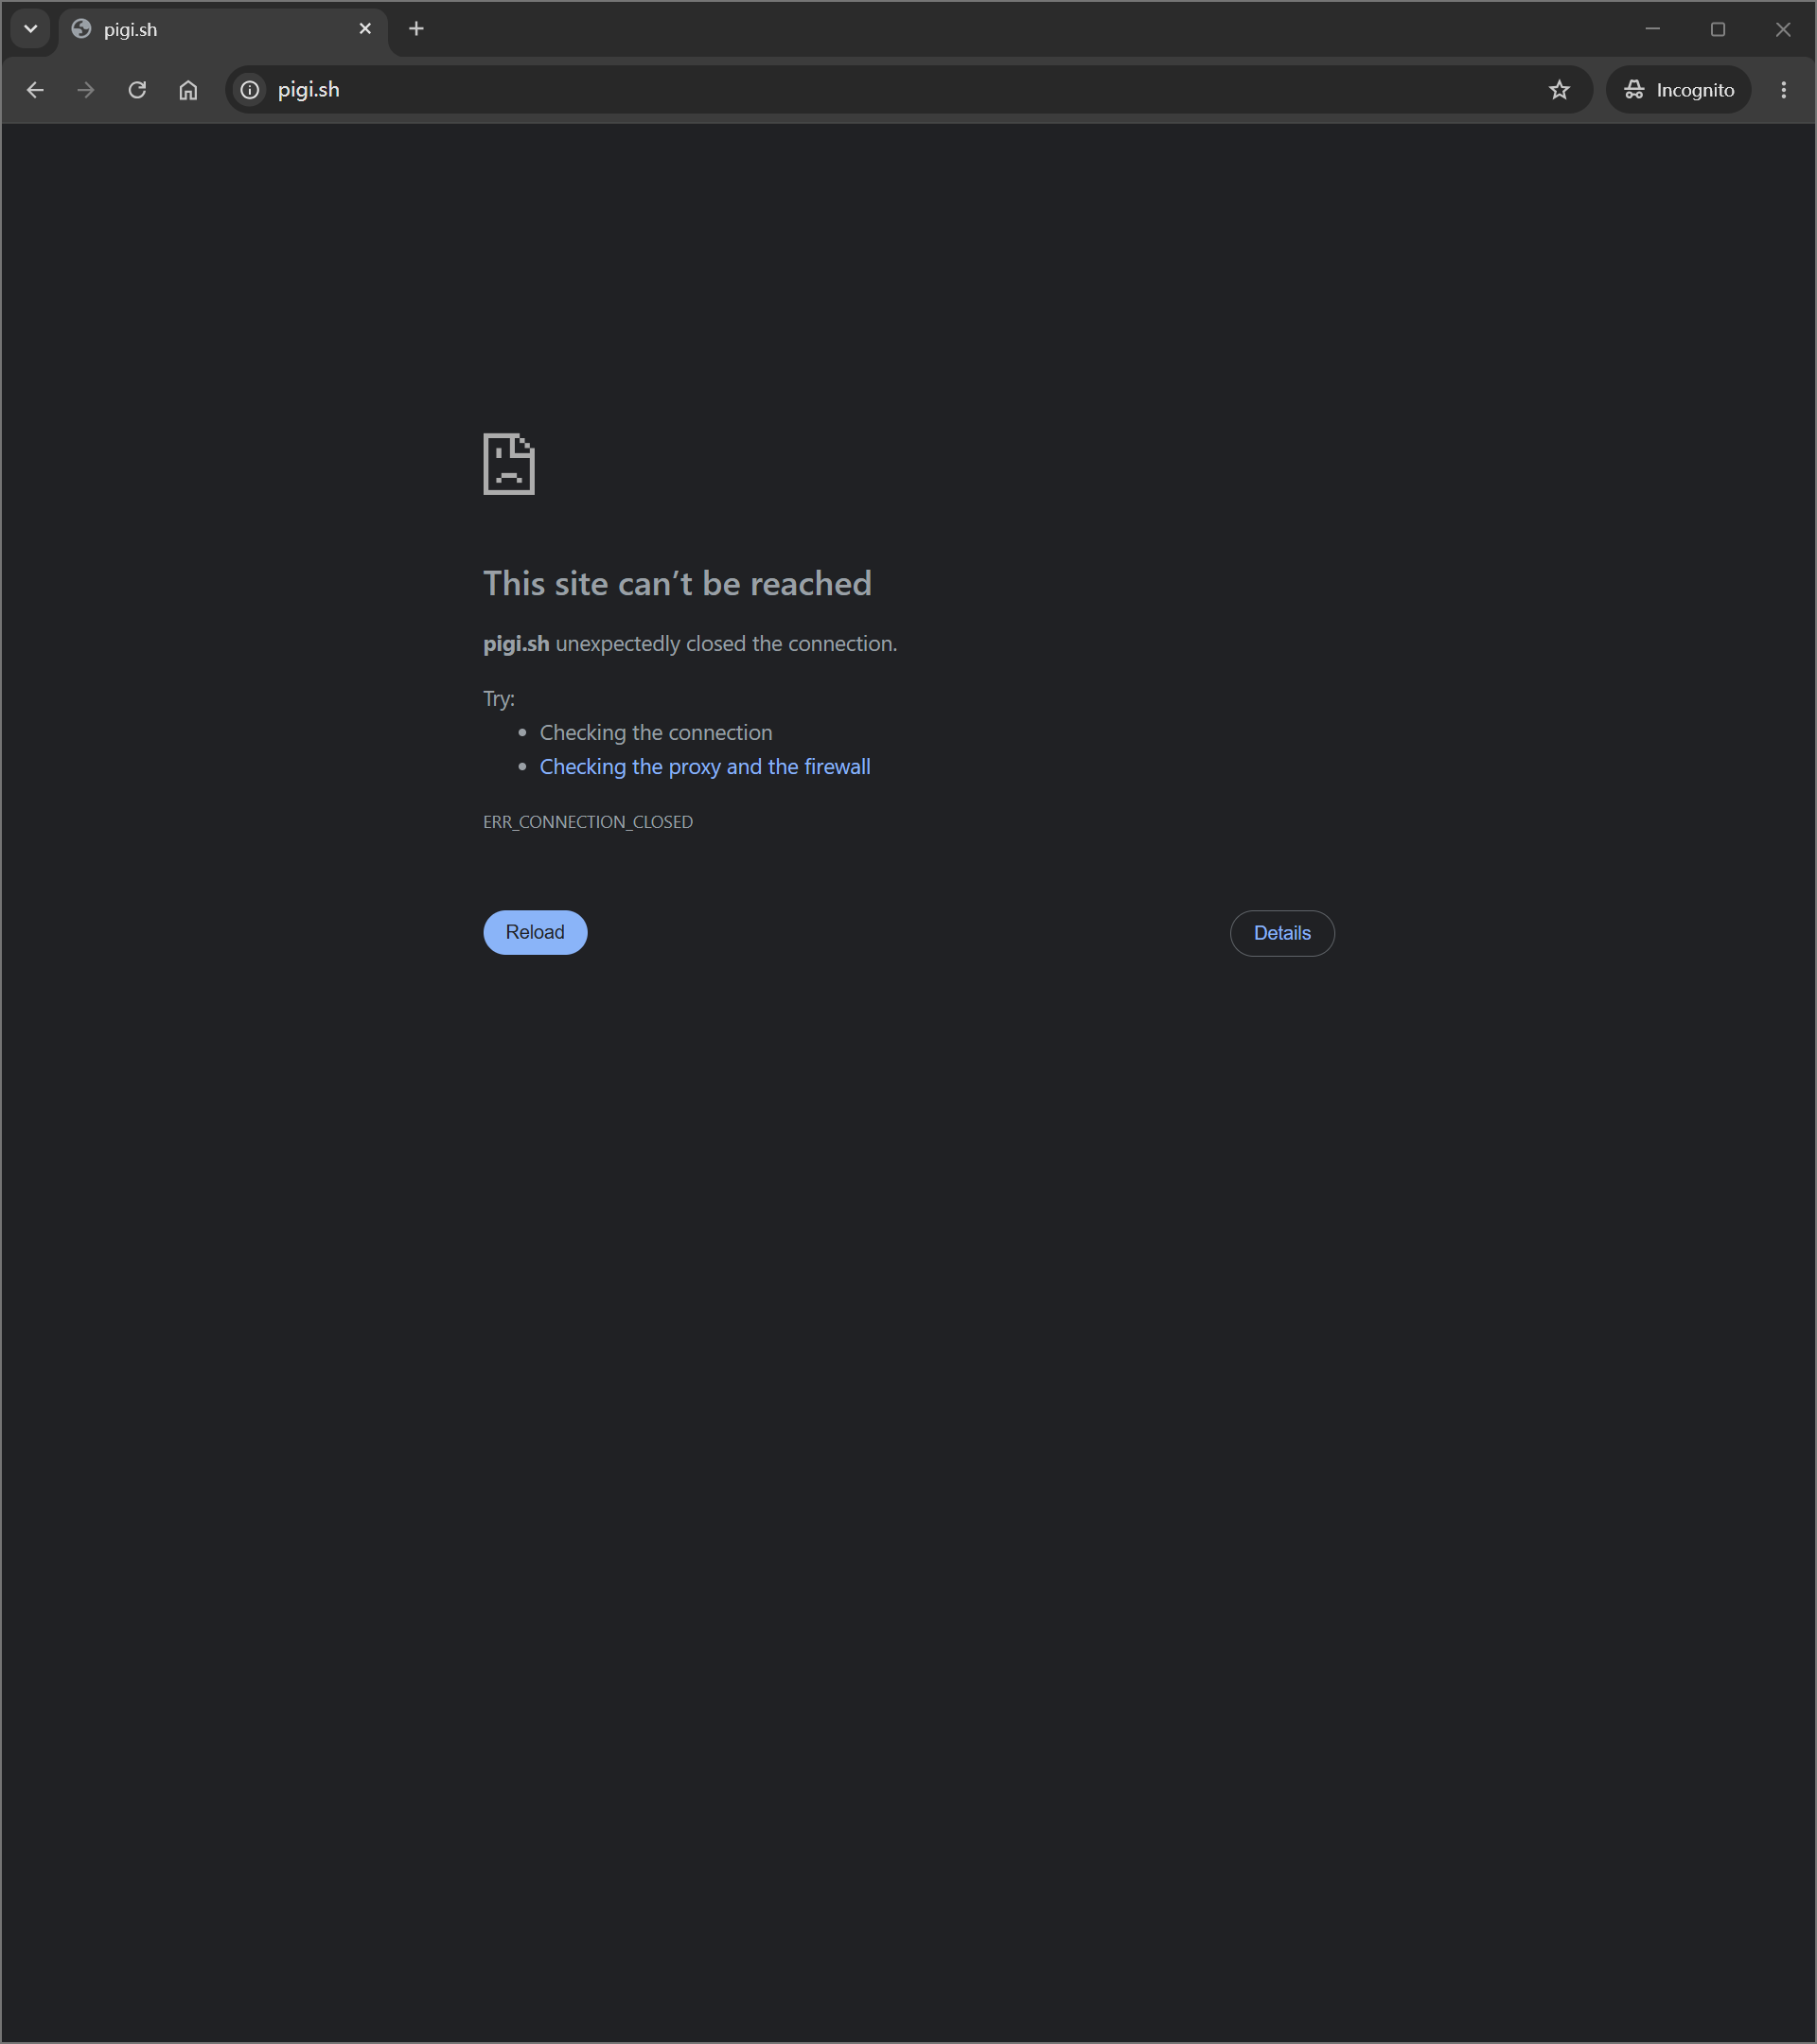 pigi.sh
pigi.sh
Incognito
This site can’t be reached
pigi.sh unexpectedly closed the connection.
Try:
Checking the connection
Checking the proxy and the firewall
ERR_CONNECTION_CLOSED
Reload
Details